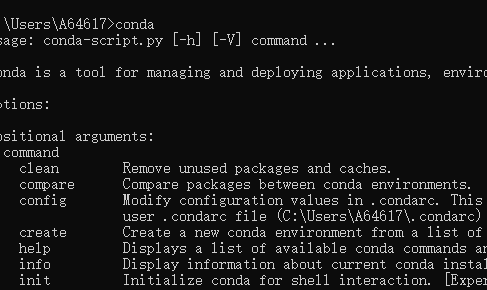 \Users\A64617>conda
sage: conda-script.py [-h] [-V] command ...
onda is a tool for managing and deploying applications, enviro
ptions:
ositional arguments:
command
clean Remove unused packages and caches.
compare Compare packages between conda environments.
config Modify configuration values in .condarc. This
user .condarc file (C:\Users\A64617\.condarc)
create Create a new conda environment from a list of
help Displays a list of available conda commands an
info Display information about current conda instal
init Initialize conda for shell interaction. [Exper